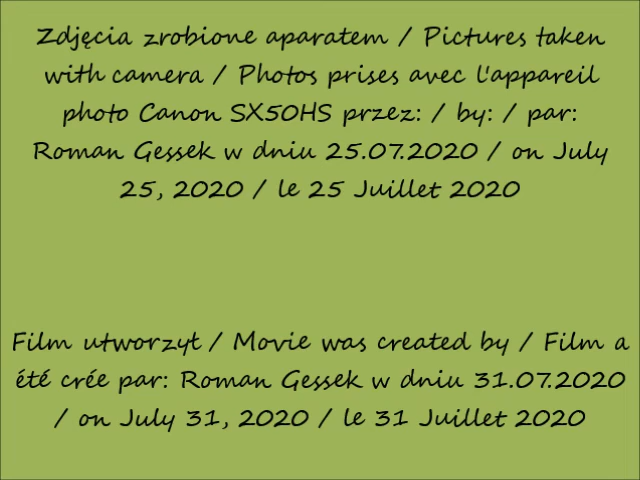 Zdjęcia zrobione aparatem / Pictures taken
with camera / Photos prises avec l'appareil
photo Canon SX50HS przez: / by: / par:
Roman Gessek w dniu 25.07.2020 / on July
25, 2020 / le 25 Juillet 2020
Film utworzył / Movie was created by / Film a
été crée par: Roman Gessek w dniu 31.07.2020
/ on July 31, 2020 / le 31 Juillet 2020